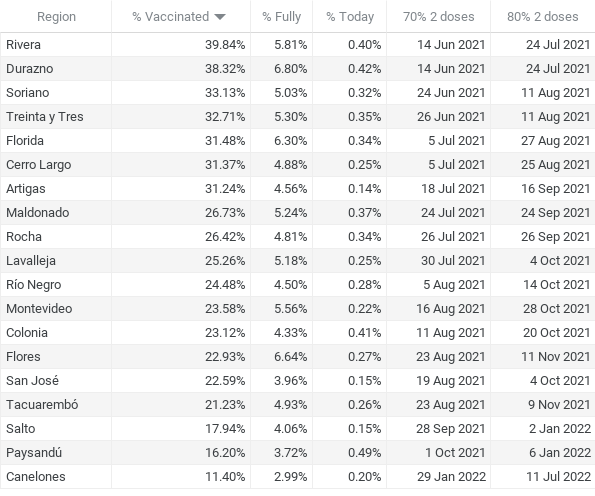 Region % Vaccinated % Fully % Today 70% 2 doses 80% 2 doses
Rivera 39.84% 5.81% 0.40% 14 Jun 2021 24 Jul 2021
Durazno 38.32% 6.80% 0.42% 14 Jun 2021 24 Jul 2021
Soriano 33.13% 5.03% 0.32% 24 Jun 2021 11 Aug 2021
Treinta y Tres 32.71% 5.30% 0.35% 26 Jun 2021 11 Aug 2021
Florida 31.48% 6.30% 0.34% 5 Jul 2021 27 Aug 2021
Cerro Largo 31.37% 4.88% 0.25% 5 Jul 2021 25 Aug 2021
Artigas 31.24% 4.56% 0.14% 18 Jul 2021 16 Sep 2021
Maldonado 26.73% 5.24% 0.37% 24 Jul 2021 24 Sep 2021
Rocha 26.42% 4.81% 0.34% 26 Jul 2021 26 Sep 2021
Lavalleja 25.26% 5.18% 0.25% 30 Jul 2021 4 Oct 2021
Río Negro 24.48% 4.50% 0.28% 5 Aug 2021 14 Oct 2021
Montevideo 23.58% 5.56% 0.22% 16 Aug 2021 28 Oct 2021
Colonia 23.12% 4.33% 0.41% 11 Aug 2021 20 Oct 2021
Flores 22.93% 6.64% 0.27% 23 Aug 2021 11 Nov 2021
San José 22.59% 3.96% 0.15% 19 Aug 2021 4 Oct 2021
Tacuarembó 21.23% 4.93% 0.26% 23 Aug 2021 9 Nov 2021
Salto 17.94% 4.06% 0.15% 28 Sep 2021 2 Jan 2022
Paysandú 16.20% 3.72% 0.49% 1 Oct 2021 6 Jan 2022
Canelones 11.40% 2.99% 0.20% 29 Jan 2022 11 Jul 2022